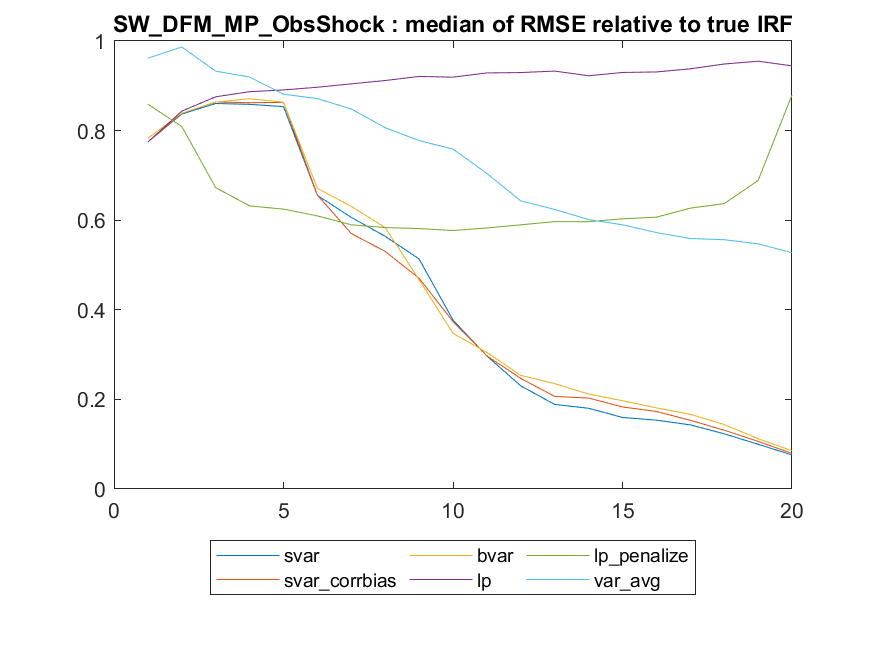 SW_DFM_MP_ObsShock : median of RMSE relative to true IRF
1
0.8
0.6
0.4
0.2
0
0 5 10 15 20
svar bvar lp_penalize
svar_corrbias lp var_avg